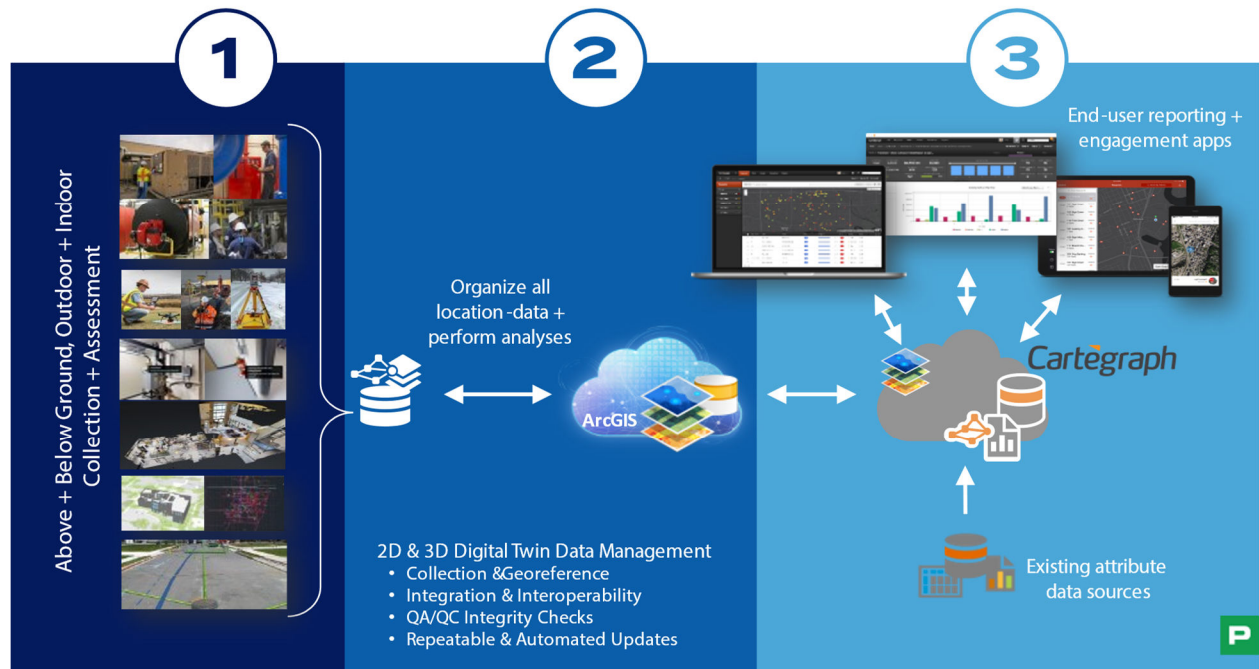 1
2
3
Above + Below Ground, Outdoor + Indoor
Collection + Assessment
Organize all
location-data +
perform analyses
ArcGIS
2D & 3D Digital Twin Data Management
• Collection &Georeference
• Integration & Interoperability
• QA/QC Integrity Checks
• Repeatable & Automated Updates
End-user reporting +
engagement apps
Cartegraph
Existing attribute
data sources
P